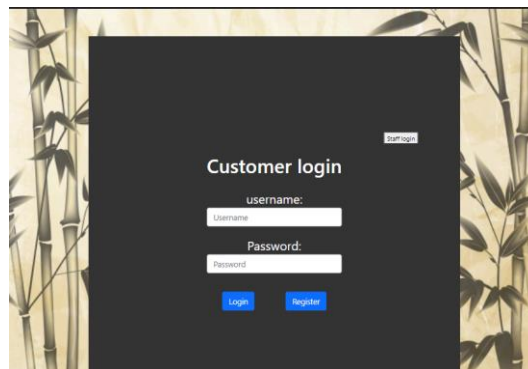 Staff login
Customer login
username:
Username
Password:
Password
Login Register